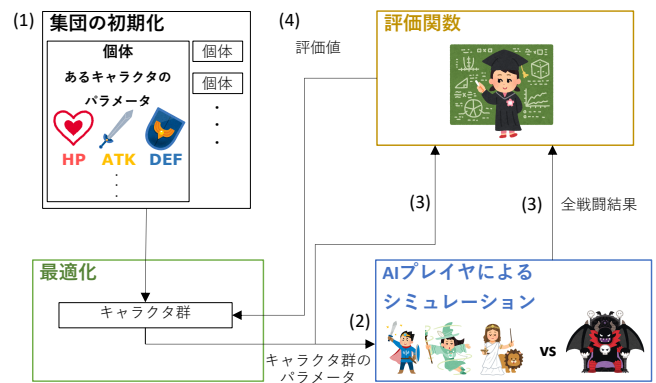 (1)
集団の初期化
個体
あるキャラクタの
パラメータ
HP ATK DEF
個体
個体
(4)
評価値
評価関数
(3)
(3)
全戦闘結果
最適化
キャラクタ群
(2)
キャラクタ群の
パラメータ
AIプレイヤによる
シミュレーション
vs